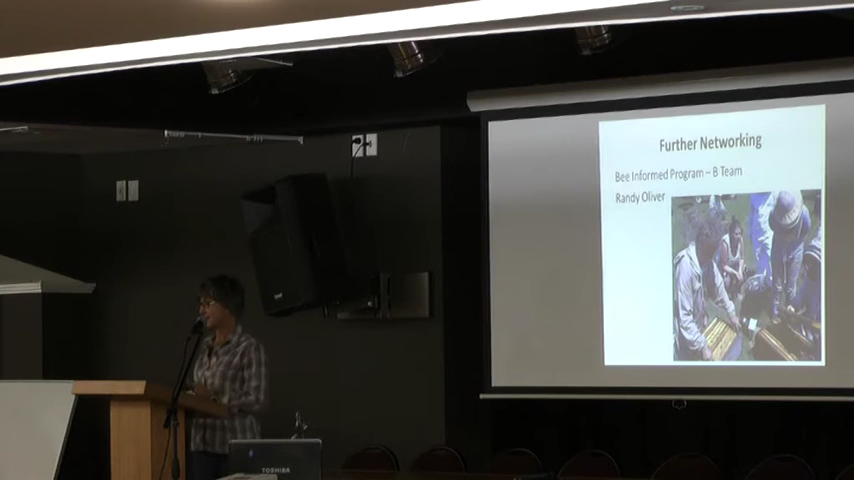 Further Networking
Bee Informed Program – B Team
Randy Oliver
TOSHIBA